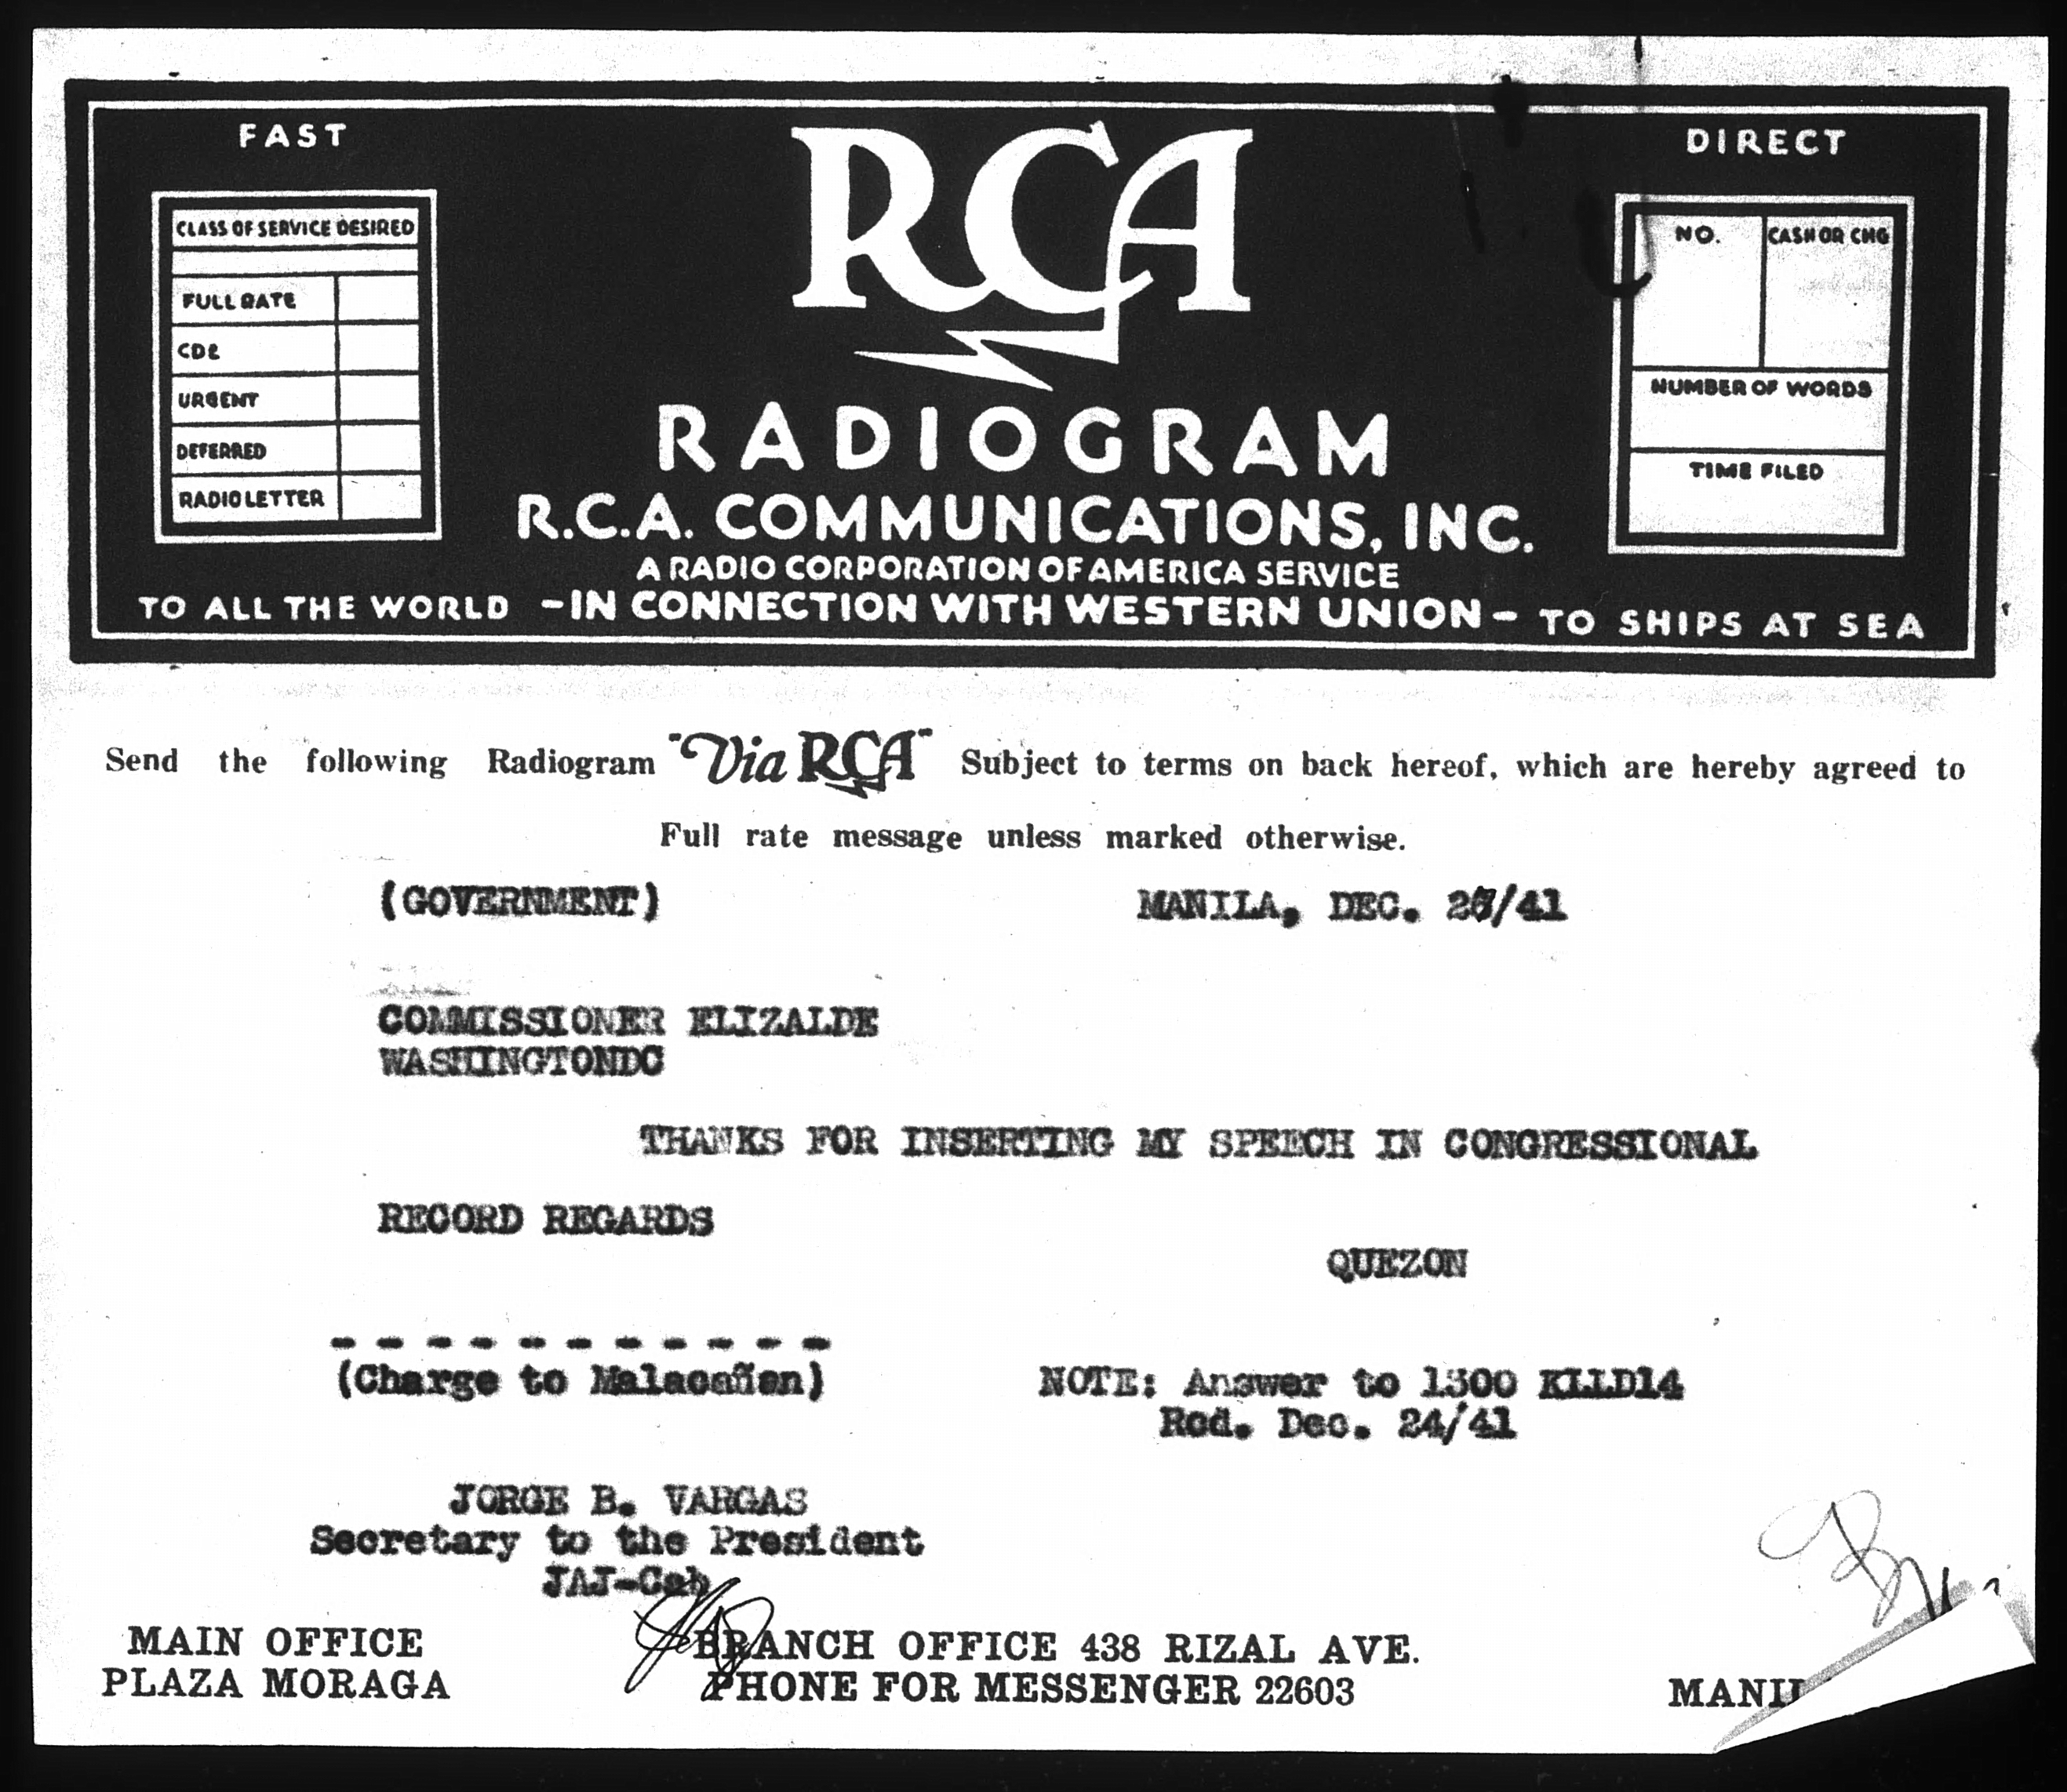 FAST
RCA
DIRECT
CLASS OF SERVICE DESIRED
FULL RATE
CDE
URGENT
DEFERRED
RADIO LETTER
NO.
CASH OR CHG
NUMBER OF WORDS
TIME FILED
RADIOGRAM
R.C.A. COMMUNICATIONS, INC.
A RADIO CORPORATION OF AMERICA SERVICE
TO ALL THE WORLD -IN CONNECTION WITH WESTERN UNION- TO SHIPS AT SEA
Send the following Radiogram "Via RCA" Subject to terms on back hereof, which are hereby agreed to
Full rate message unless marked otherwise.
(GOVERNMENT) MANILA, DEC. /41
COMMISSIONER ELIZALDE
WASHINGTONDC
THANKS FOR INSERTING MY SPEECH IN CONGRESSIONAL
RECORD REGARDS
QUEZON
- - - - - - - - - - -
(Charge to Malacañan) NOTE: Answer to 1300 KLLD14
Rcd. Dec. 24/41
JORGE B. VARGAS
Secretary to the President
JAJ-Cab
MAIN OFFICE BRANCH OFFICE 438 RIZAL AVE.
PLAZA MORAGA PHONE FOR MESSENGER 22603 MANIL